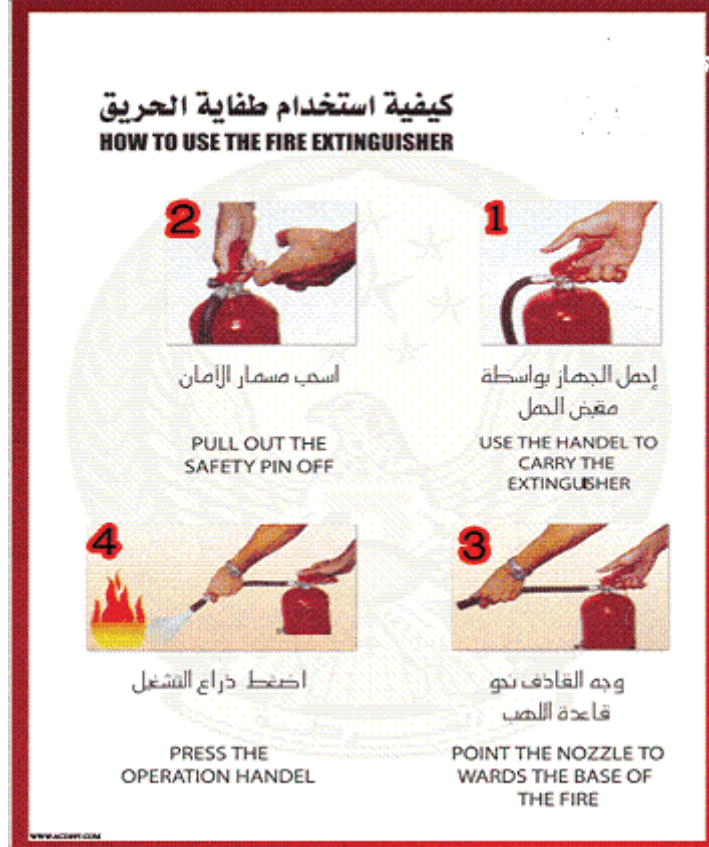 كيفية استخدام طفاية الحريق
HOW TO USE THE FIRE EXTINGUISHER
1
إحمل الجهاز بواسطة
مقبض الحمل
USE THE HANDEL TO
CARRY THE
EXTINGUISHER
2
اسحب مسمار الأمان
PULL OUT THE
SAFETY PIN OFF
3
وجه القاذف نحو
قاعدة اللهب
POINT THE NOZZLE TO
WARDS THE BASE OF
THE FIRE
4
اضغط ذراع التشغيل
PRESS THE
OPERATION HANDEL